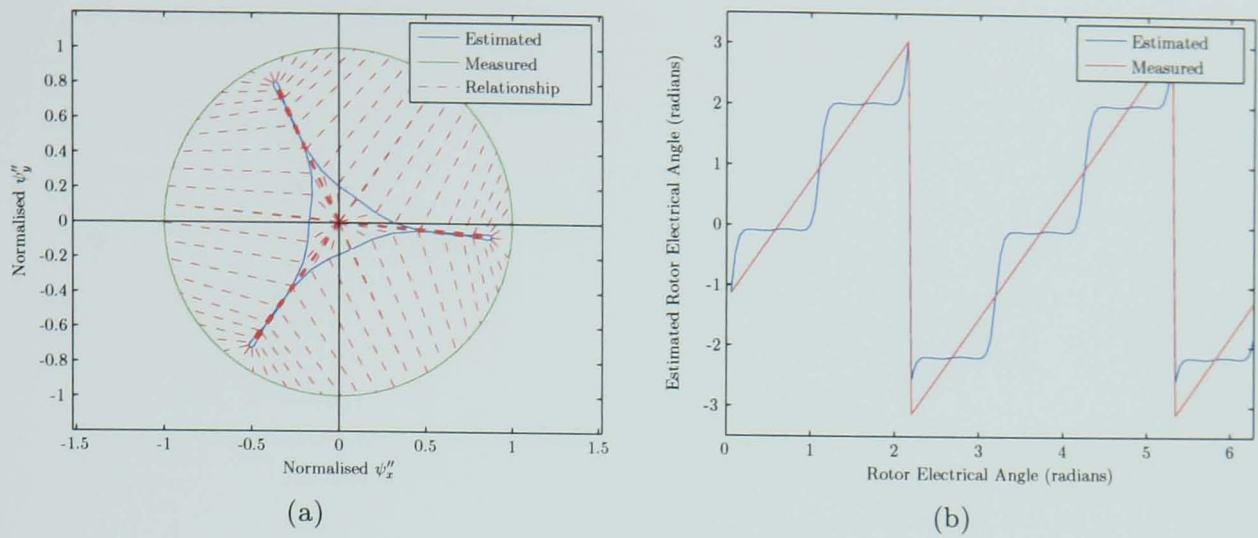 Estimated
Measured
Relationship
1
0.8
0.6
0.4
0.2
0
-0.2
-0.4
-0.6
-0.8
-1
Normalised ψ″y
-1.5
-1
-0.5
0
0.5
1
1.5
Normalised ψ″x
(a)
Estimated
Measured
3
2
1
0
-1
-2
-3
Estimated Rotor Electrical Angle (radians)
0
1
2
3
4
5
6
Rotor Electrical Angle (radians)
(b)